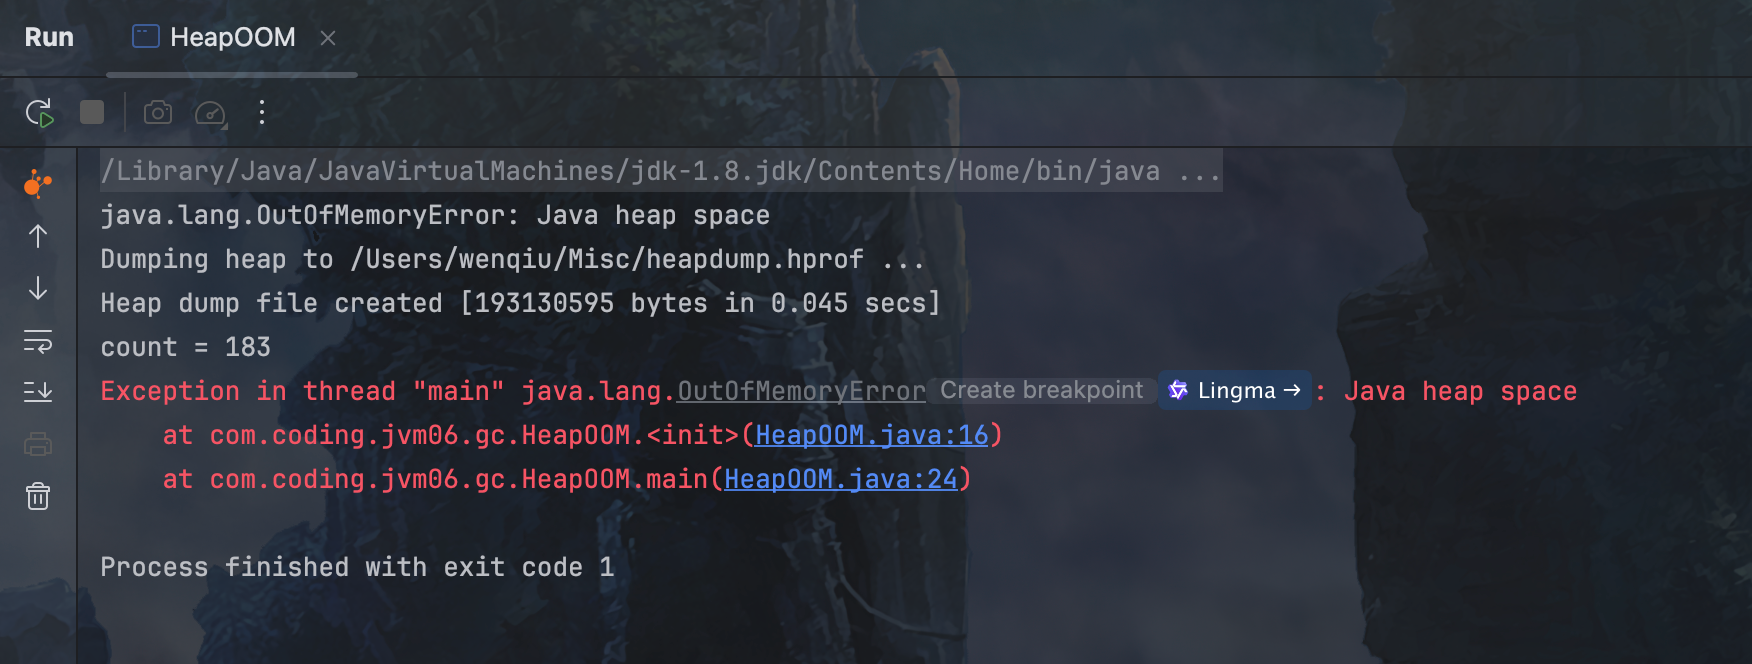 Run HeapOOM
/Library/Java/JavaVirtualMachines/jdk-1.8.jdk/Contents/Home/bin/java ...
java.lang.OutOfMemoryError: Java heap space
Dumping heap to /Users/wenqiu/Misc/heapdump.hprof ...
Heap dump file created [193130595 bytes in 0.045 secs]
count = 183
Exception in thread "main" java.lang.OutOfMemoryError Create breakpoint Lingma → : Java heap space
at com.coding.jvm06.gc.HeapOOM.<init>(HeapOOM.java:16)
at com.coding.jvm06.gc.HeapOOM.main(HeapOOM.java:24)
Process finished with exit code 1